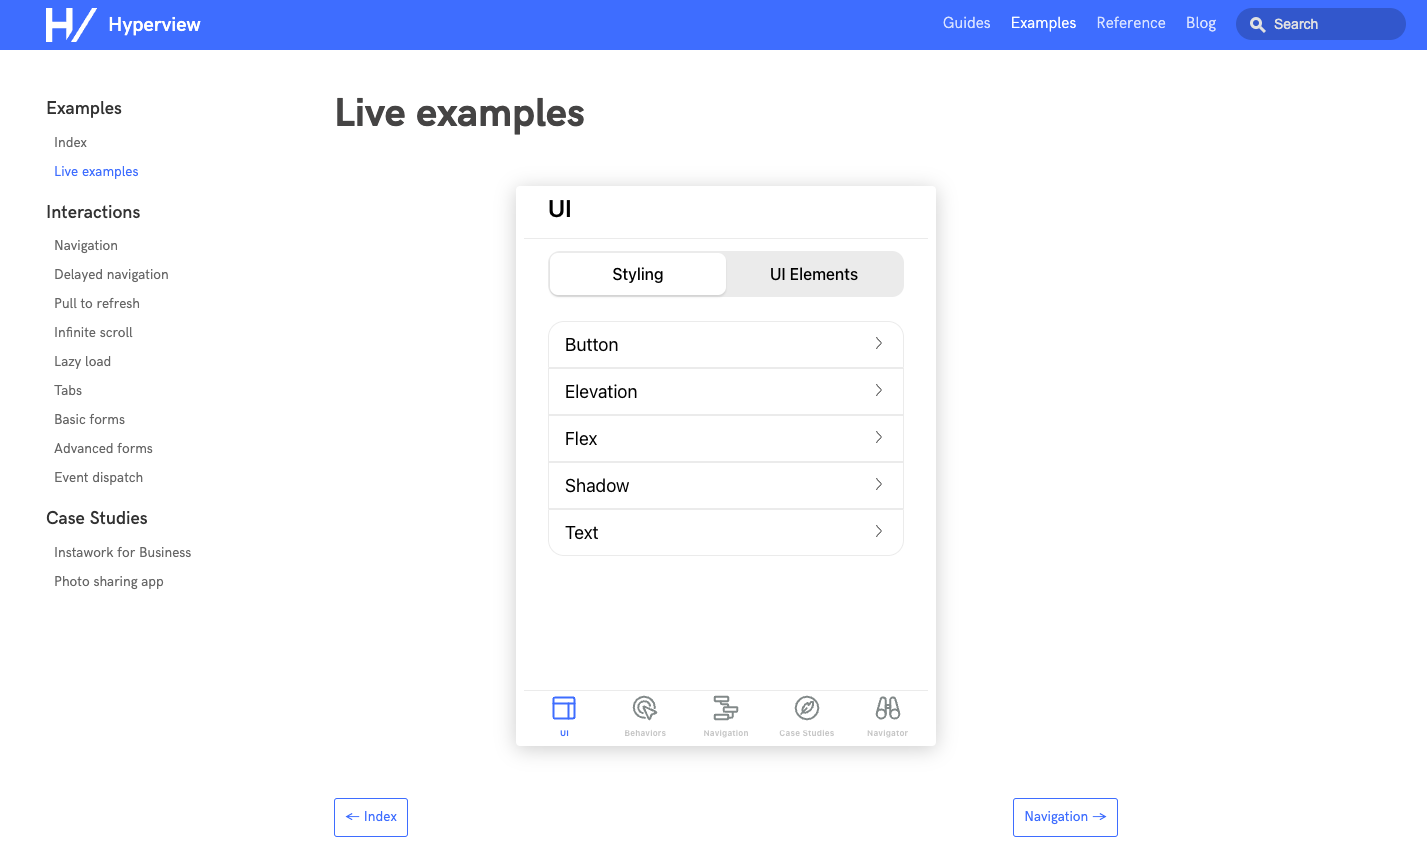 Hyperview
Guides
Examples
Reference
Blog
Search
Examples
Index
Live examples
Interactions
Navigation
Delayed navigation
Pull to refresh
Infinite scroll
Lazy load
Tabs
Basic forms
Advanced forms
Event dispatch
Case Studies
Instawork for Business
Photo sharing app
Live examples
UI
Styling
UI Elements
Button
Elevation
Flex
Shadow
Text
UI
Behaviors
Navigation
Case Studies
Navigator
← Index
Navigation →